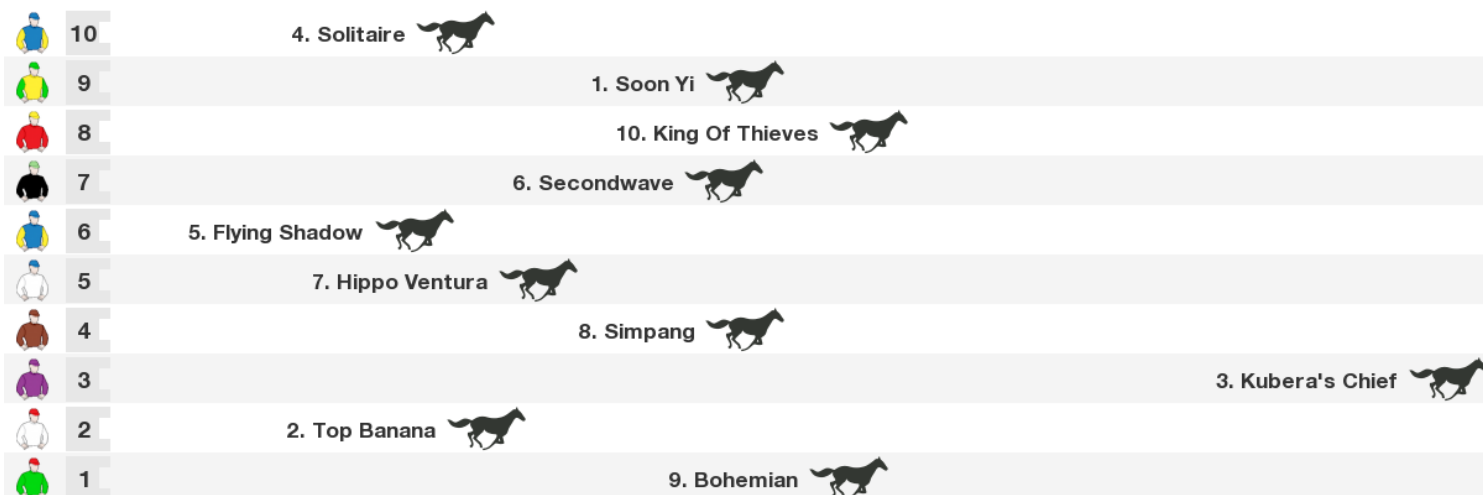 10 4. Solitaire
9 1. Soon Yi
8 10. King Of Thieves
7 6. Secondwave
6 5. Flying Shadow
5 7. Hippo Ventura
4 8. Simpang
3 3. Kubera's Chief
2 2. Top Banana
1 9. Bohemian